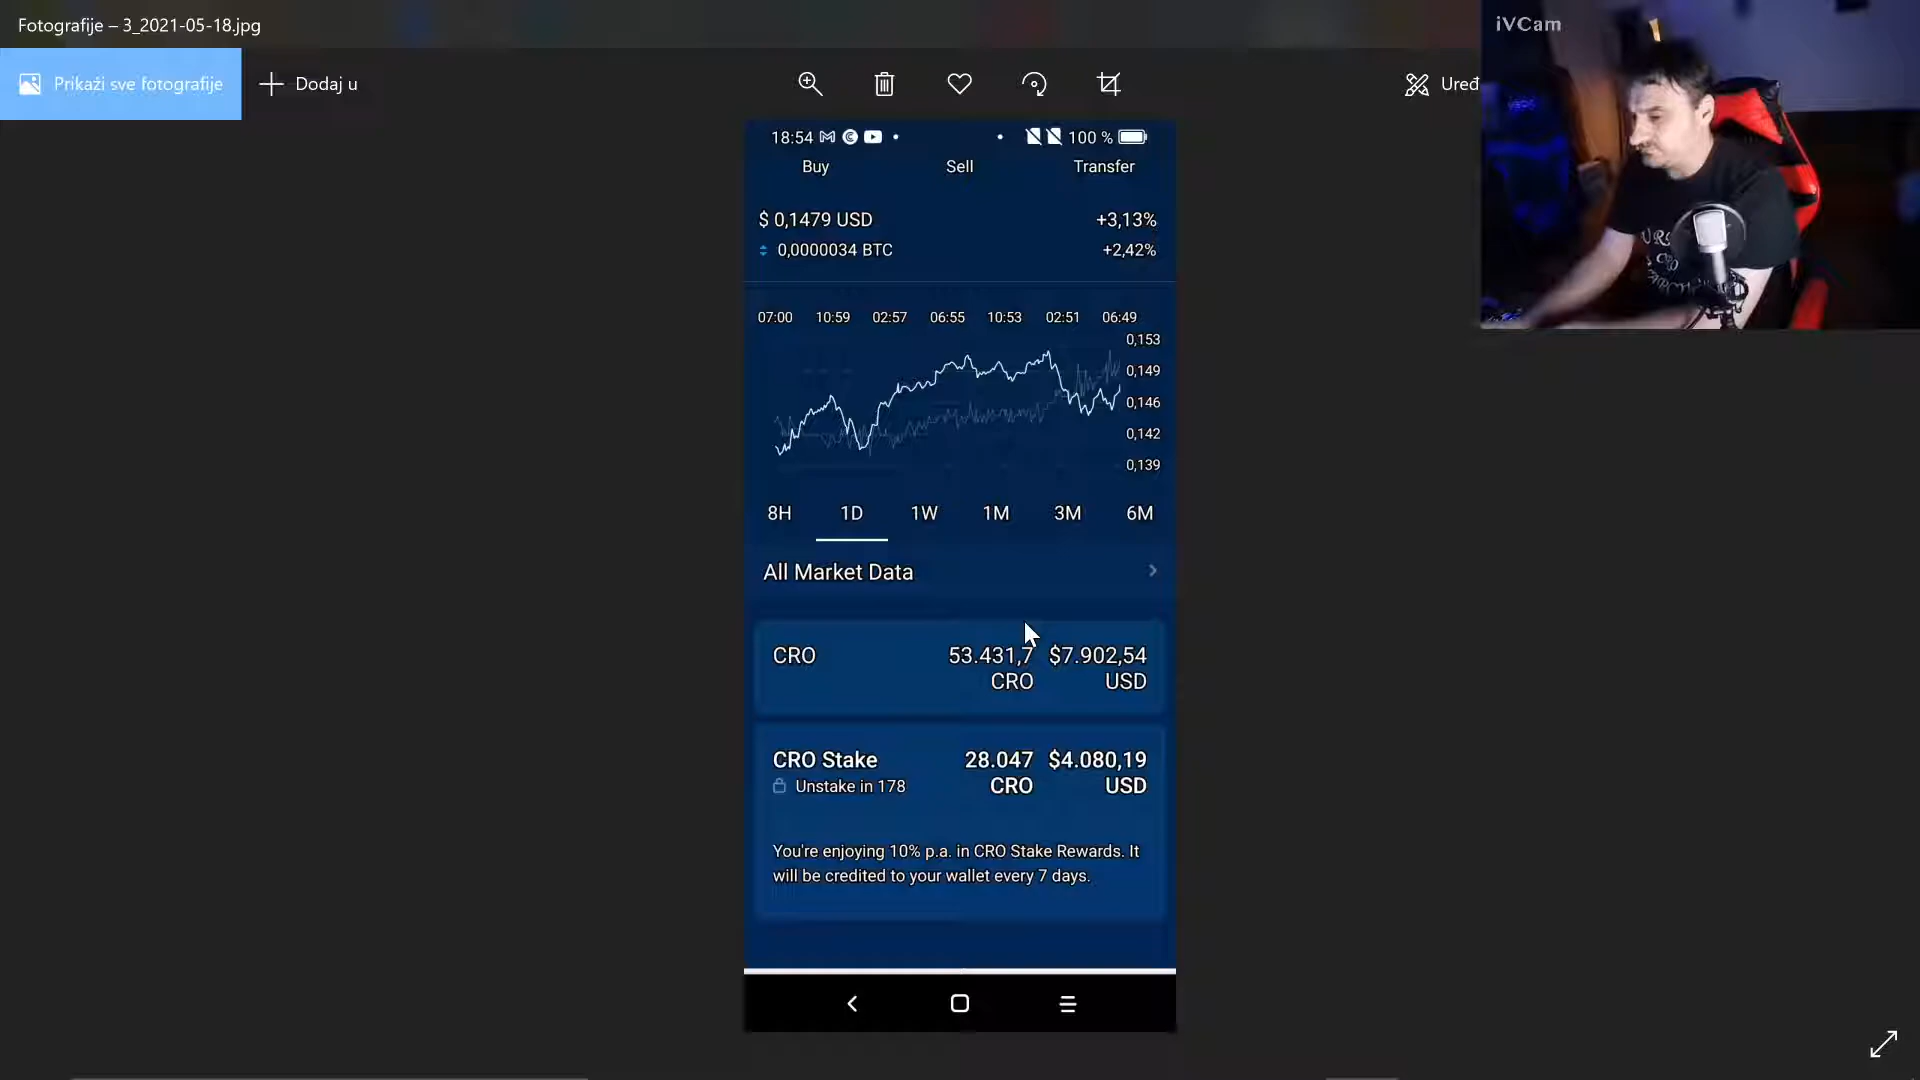 Fotografije – 3_2021-05-18.jpg
iVCam
Prikaži sve fotografije
Dodaj u
Uređ
18:54
100 %
Buy Sell Transfer
$ 0,1479 USD +3,13%
0,0000034 BTC +2,42%
07:00 10:59 02:57 06:55 10:53 02:51 06:49
0,153
0,149
0,146
0,142
0,139
8H 1D 1W 1M 3M 6M
All Market Data
CRO 53.431,7 $7.902,54
CRO USD
CRO Stake 28.047 $4.080,19
Unstake in 178 CRO USD
You're enjoying 10% p.a. in CRO Stake Rewards. It
will be credited to your wallet every 7 days.